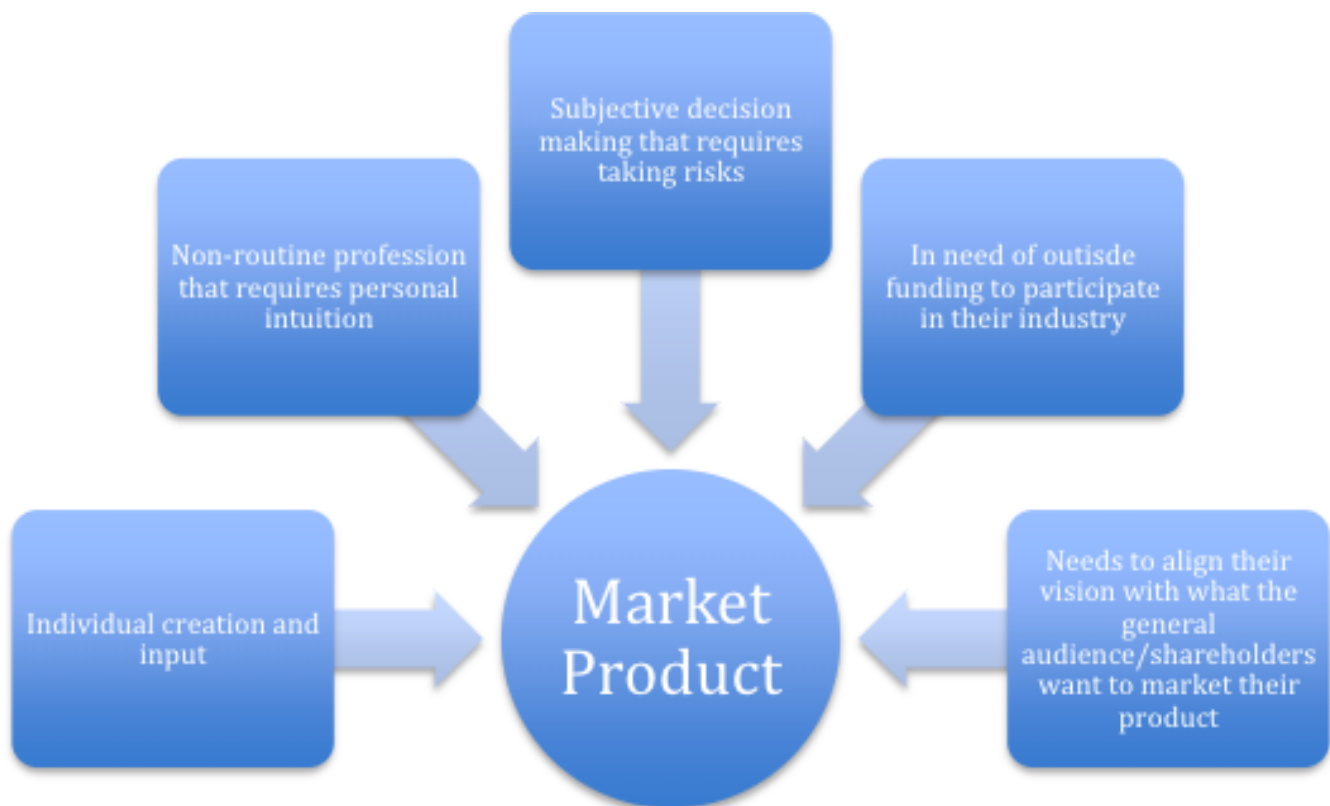 Subjective decision
making that requires
taking risks
Non-routine profession
that requires personal
intuition
In need of outisde
funding to participate
in their industry
Individual creation and
input
Market
Product
Needs to align their
vision with what the
general
audience/shareholders
want to market their
product